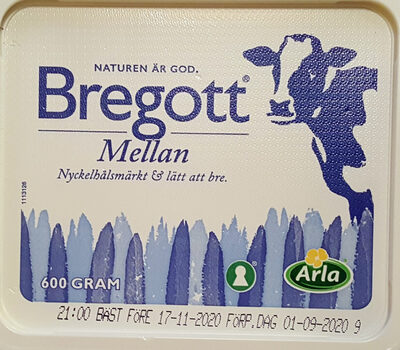 NATUREN ÄR GOD.
Bregott®
Mellan
Nyckelhålsmärkt & lätt att bre.
1113128
600 GRAM
Arla
21:00 BÄST FÖRE 17-11-2020 FÖRP.DAG 01-09-2020 9